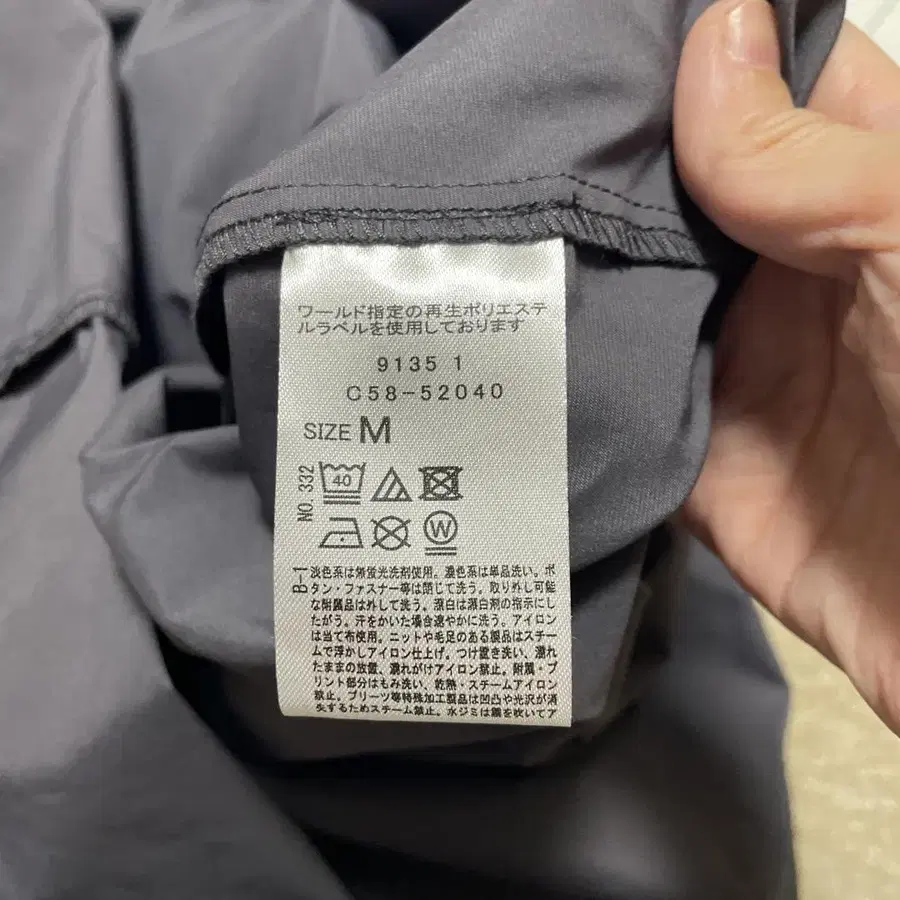 ワールド指定の再生ポリエステ
ルラベルを使用しております
9135 1
C58-52040
SIZE M
NO. 332
40
W
B-1
淡色系は無蛍光洗剤使用。濃色系は単品洗い。ボ
タン・ファスナー等は閉じて洗う。取り外し可能
な附属品は外して洗う。漂白は漂白剤の指示にし
たがう。汗をかいた場合速やかに洗う。アイロン
は当て布使用。ニットや毛足のある製品はスチー
ムで浮かしアイロン仕上げ。つけ置き洗い、濡れ
たままの放置、濡れがけアイロン禁止。附属・プ
リント部分はもみ洗い、乾熱・スチームアイロン
禁止。プリーツ等特殊加工製品は凹凸や光沢が消
失するためスチーム禁止。水ジミは霧を吹いてア